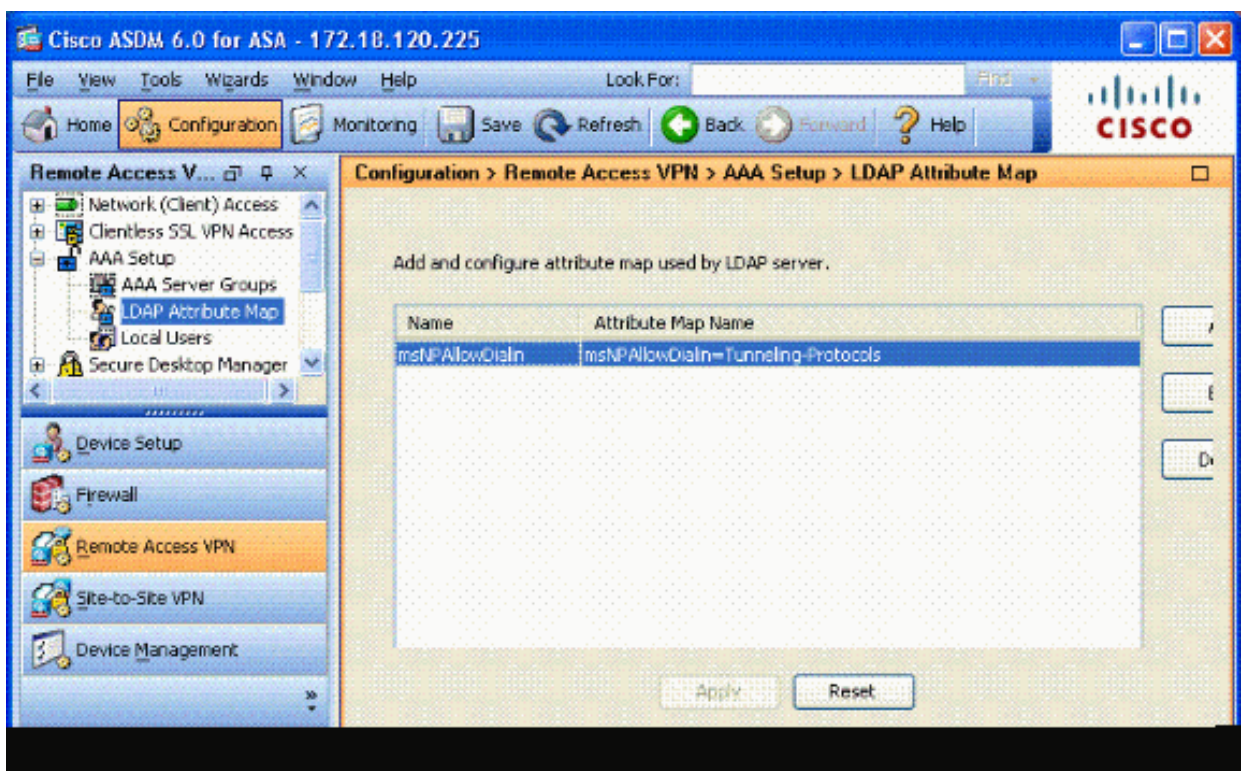 Cisco ASDM 6.0 for ASA - 172.18.120.225
File View Tools Wizards Window Help Look For: Find
Home Configuration Monitoring Save Refresh Back Forward Help
CISCO
Remote Access V...
Configuration > Remote Access VPN > AAA Setup > LDAP Attribute Map
Network (Client) Access
Clientless SSL VPN Access
AAA Setup
AAA Server Groups
LDAP Attribute Map
Local Users
Secure Desktop Manager
Add and configure attribute map used by LDAP server.
Name Attribute Map Name
msNPAllowDialin msNPAllowDialin=Tunneling-Protocols
Device Setup
Firewall
Remote Access VPN
Site-to-Site VPN
Device Management
Apply Reset